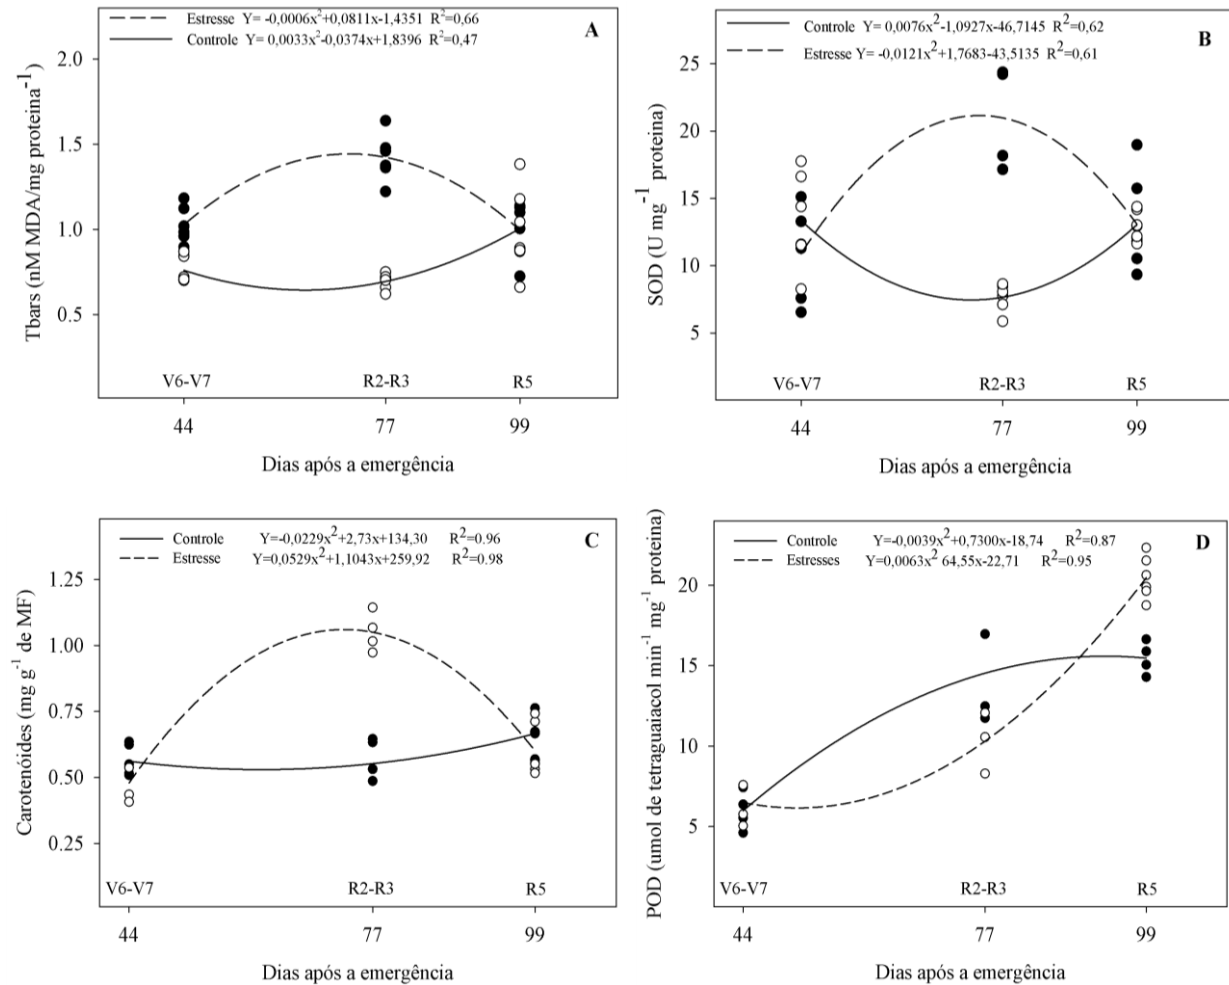 Estresse Y= -0,0006x²+0,0811x-1,4351 R²=0,66
Controle Y= 0,0033x²-0,0374x+1,8396 R²=0,47
A
Tbars (nM MDA/mg proteina⁻¹)
2.0
1.5
1.0
0.5
V6-V7 R2-R3 R5
44 77 99
Dias após a emergência
Controle Y= 0,0076x²-1,0927x-46,7145 R²=0,62
Estresse Y= -0,0121x²+1,7683-43,5135 R²=0,61
B
SOD (U mg⁻¹ proteina)
25
20
15
10
5
V6-V7 R2-R3 R5
44 77 99
Dias após a emergência
Controle Y=-0,0229x²+2,73x+134,30 R²=0.96
Estresse Y=0,0529x²+1,1043x+259,92 R²=0.98
C
Carotenóides (mg g⁻¹ de MF)
1.25
1.00
0.75
0.50
0.25
V6-V7 R2-R3 R5
44 77 99
Dias após a emergência
Controle Y=-0,0039x²+0,7300x-18,74 R²=0.87
Estresses Y=0,0063x² 64,55x-22,71 R²=0.95
D
POD (umol de tetraguaiacol min⁻¹ mg⁻¹ proteina)
20
15
10
5
V6-V7 R2-R3 R5
44 77 99
Dias após a emergência